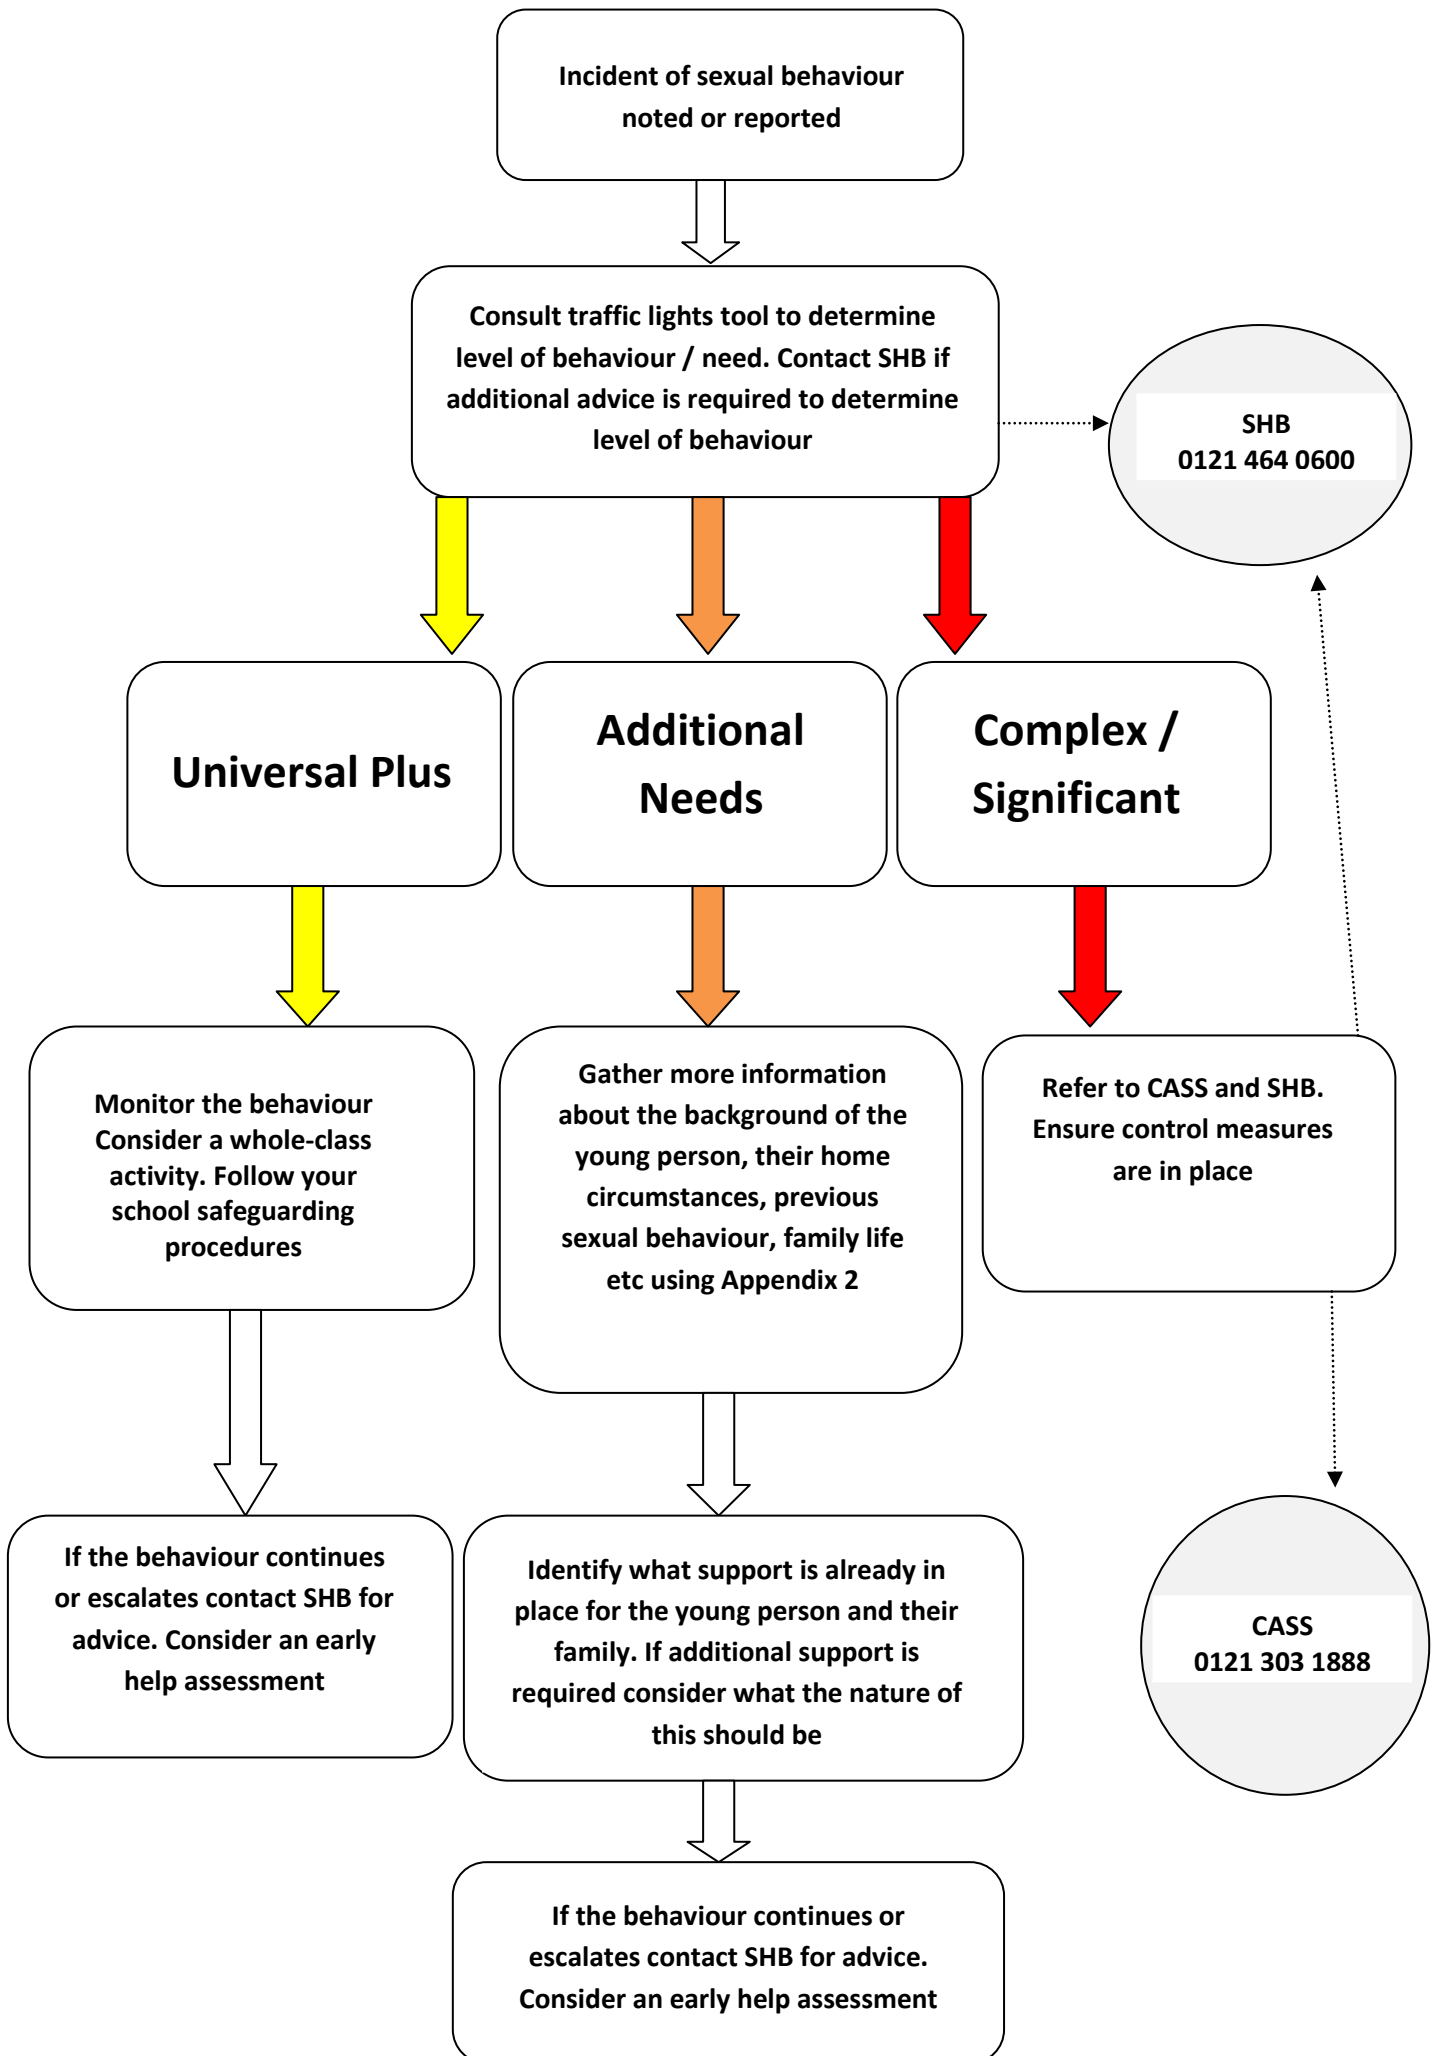 Incident of sexual behaviour
noted or reported
Consult traffic lights tool to determine
level of behaviour / need. Contact SHB if
additional advice is required to determine
level of behaviour
SHB
0121 464 0600
Universal Plus
Additional
Needs
Complex /
Significant
Monitor the behaviour
Consider a whole-class
activity. Follow your
school safeguarding
procedures
Gather more information
about the background of the
young person, their home
circumstances, previous
sexual behaviour, family life
etc using Appendix 2
Refer to CASS and SHB.
Ensure control measures
are in place
If the behaviour continues
or escalates contact SHB for
advice. Consider an early
help assessment
Identify what support is already in
place for the young person and their
family. If additional support is
required consider what the nature of
this should be
CASS
0121 303 1888
If the behaviour continues or
escalates contact SHB for advice.
Consider an early help assessment